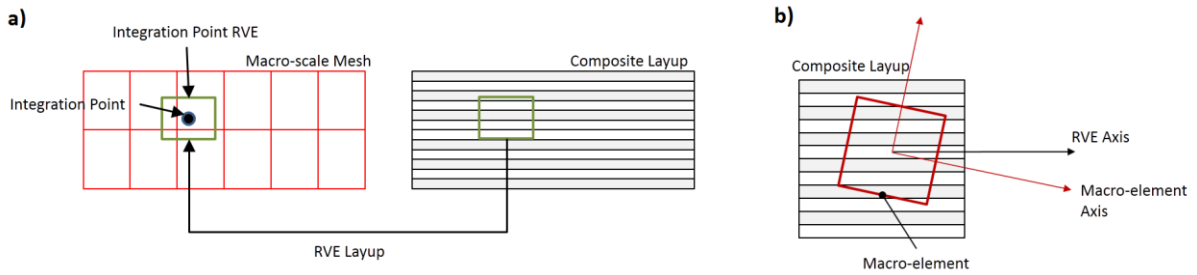 a)
Integration Point RVE
Macro-scale Mesh
Integration Point
Composite Layup
RVE Layup
b)
Composite Layup
RVE Axis
Macro-element
Axis
Macro-element